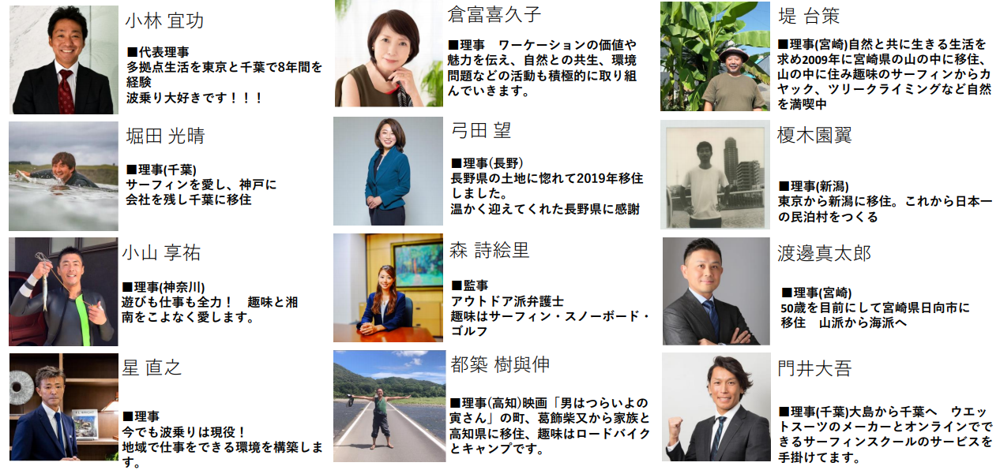 小林 宜功
■代表理事
多拠点生活を東京と千葉で8年間を
経験
波乗り大好きです！！！
倉富喜久子
■理事　ワーケーションの価値や
魅力を伝え、自然との共生、環境
問題などの活動も積極的に取り組
んでいきます。
堤 台策
■理事(宮崎)自然と共に生きる生活を
求め2009年に宮崎県の山の中に移住、
山の中に住み趣味のサーフィンからカ
ヤック、ツリークライミングなど自然
を満喫中
堀田 光晴
■理事(千葉)
サーフィンを愛し、神戸に
会社を残し千葉に移住
弓田 望
■理事(長野)
長野県の土地に惚れて2019年移住
しました。
温かく迎えてくれた長野県に感謝
榎木園翼
■理事(新潟)
東京から新潟に移住。これから日本一
の民泊村をつくる
小山 享祐
■理事(神奈川)
遊びも仕事も全力！　趣味と湘
南をこよなく愛します。
森 詩絵里
■監事
アウトドア派弁護士
趣味はサーフィン・スノーボード・
ゴルフ
渡邊真太郎
■理事(宮崎)
50歳を目前にして宮崎県日向市に
移住　山派から海派へ
星 直之
■理事
今でも波乗りは現役！
地域で仕事をできる環境を構築しま
す。
都築 樹與伸
■理事(高知)映画「男はつらいよの
寅さん」の町、葛飾柴又から家族と
高知県に移住、趣味はロードバイク
とキャンプです。
門井大吾
■理事(千葉)大島から千葉へ　ウエッ
トスーツのメーカーとオンラインでで
きるサーフィンスクールのサービスを
手掛けてます。